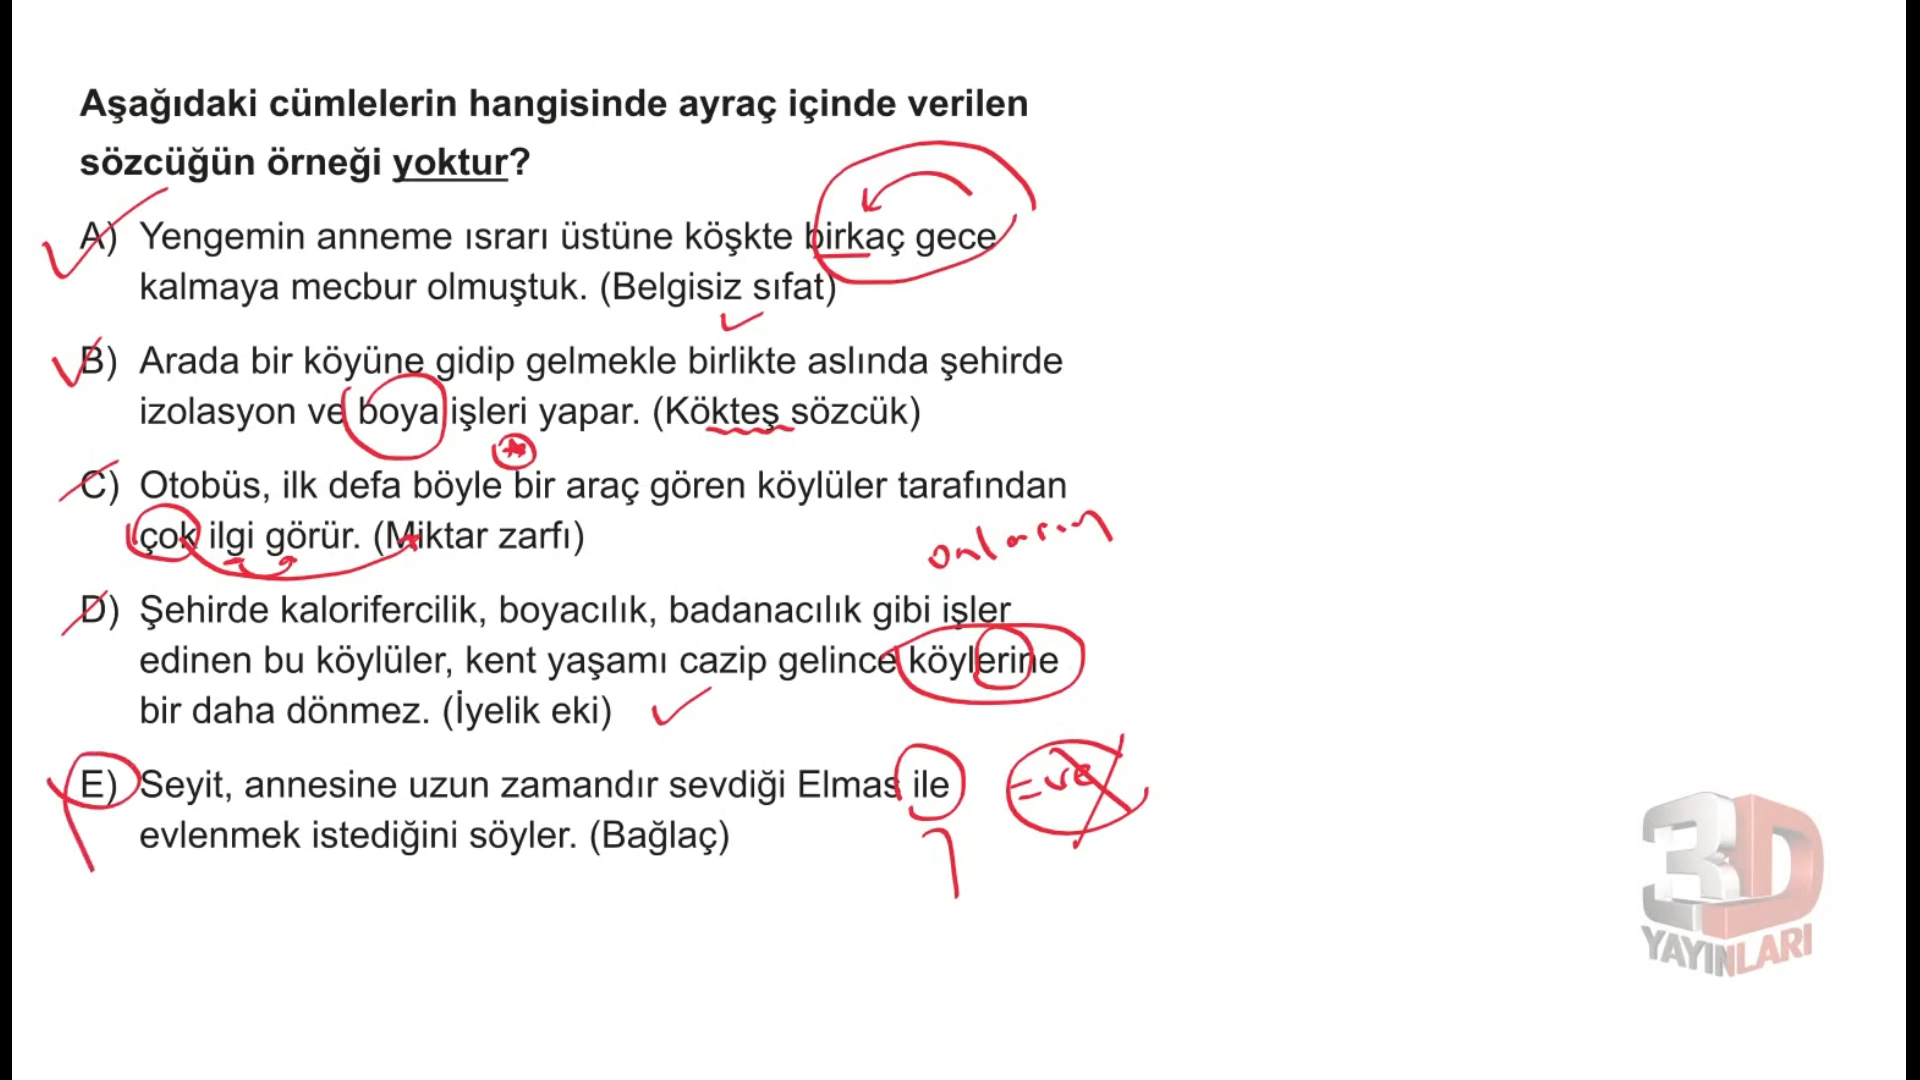 Aşağıdaki cümlelerin hangisinde ayraç içinde verilen
sözcüğün örneği yoktur?
A) Yengemin anneme ısrarı üstüne köşkte birkaç gece
kalmaya mecbur olmuştuk. (Belgisiz sıfat)
B) Arada bir köyüne gidip gelmekle birlikte aslında şehirde
izolasyon ve boya işleri yapar. (Kökteş sözcük)
C) Otobüs, ilk defa böyle bir araç gören köylüler tarafından
çok ilgi görür. (Miktar zarfı)
onların
D) Şehirde kalorifercilik, boyacılık, badanacılık gibi işler
edinen bu köylüler, kent yaşamı cazip gelince köylerine
bir daha dönmez. (İyelik eki)
E) Seyit, annesine uzun zamandır sevdiği Elmas ile
=ve
evlenmek istediğini söyler. (Bağlaç)
3D
YAYINLARI